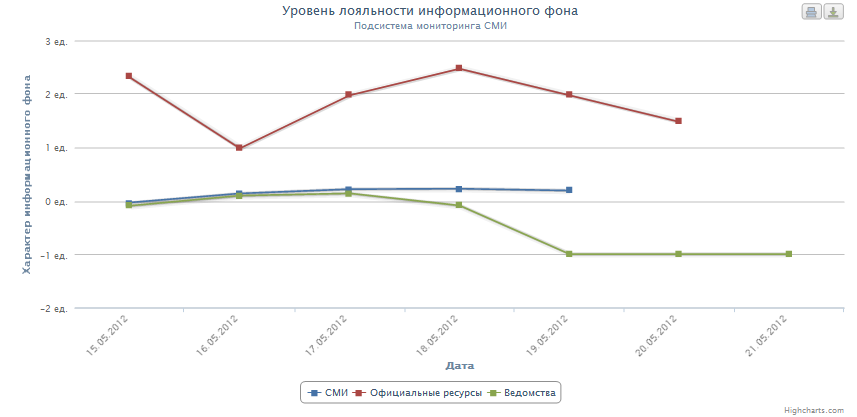 Уровень лояльности информационного фона
Подсистема мониторинга СМИ
Характер информационного фона
3 ед.
2 ед.
1 ед.
0 ед.
-1 ед.
-2 ед.
15.05.2012
16.05.2012
17.05.2012
18.05.2012
19.05.2012
20.05.2012
21.05.2012
Дата
СМИ Официальные ресурсы Ведомства
Highcharts.com